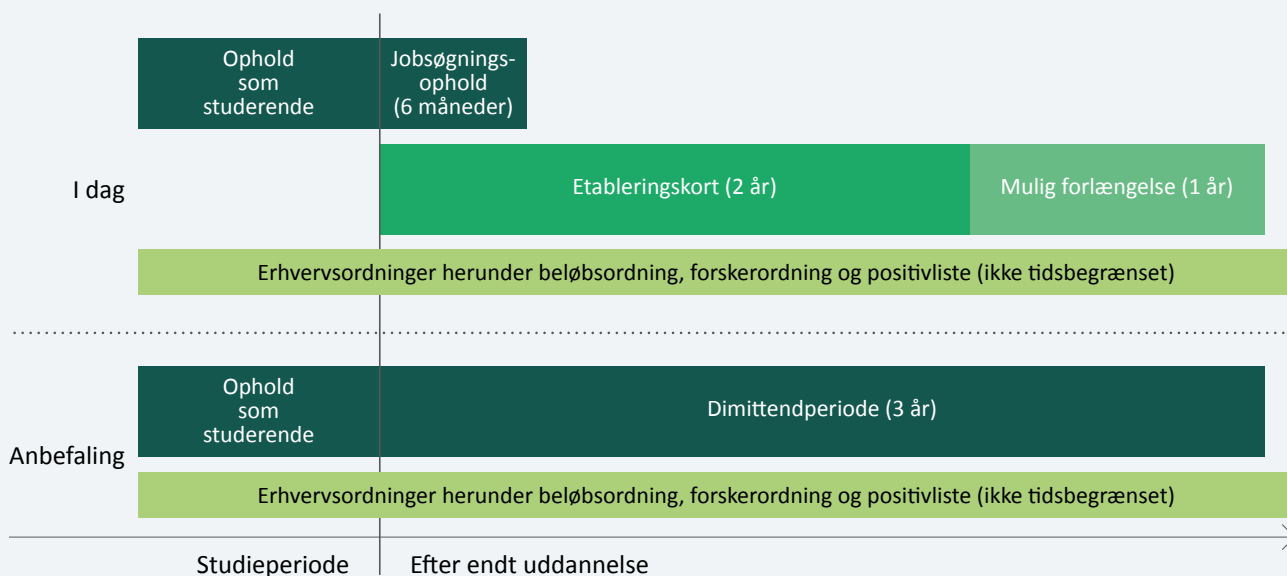 Ophold
som
studerende
Jobsøgnings-
ophold
(6 måneder)
I dag
Etableringskort (2 år)
Mulig forlængelse (1 år)
Erhvervsordninger herunder beløbsordning, forskerordning og positivliste (ikke tidsbegrænset)
Ophold
som
studerende
Dimittendperiode (3 år)
Anbefaling
Erhvervsordninger herunder beløbsordning, forskerordning og positivliste (ikke tidsbegrænset)
Studieperiode
Efter endt uddannelse